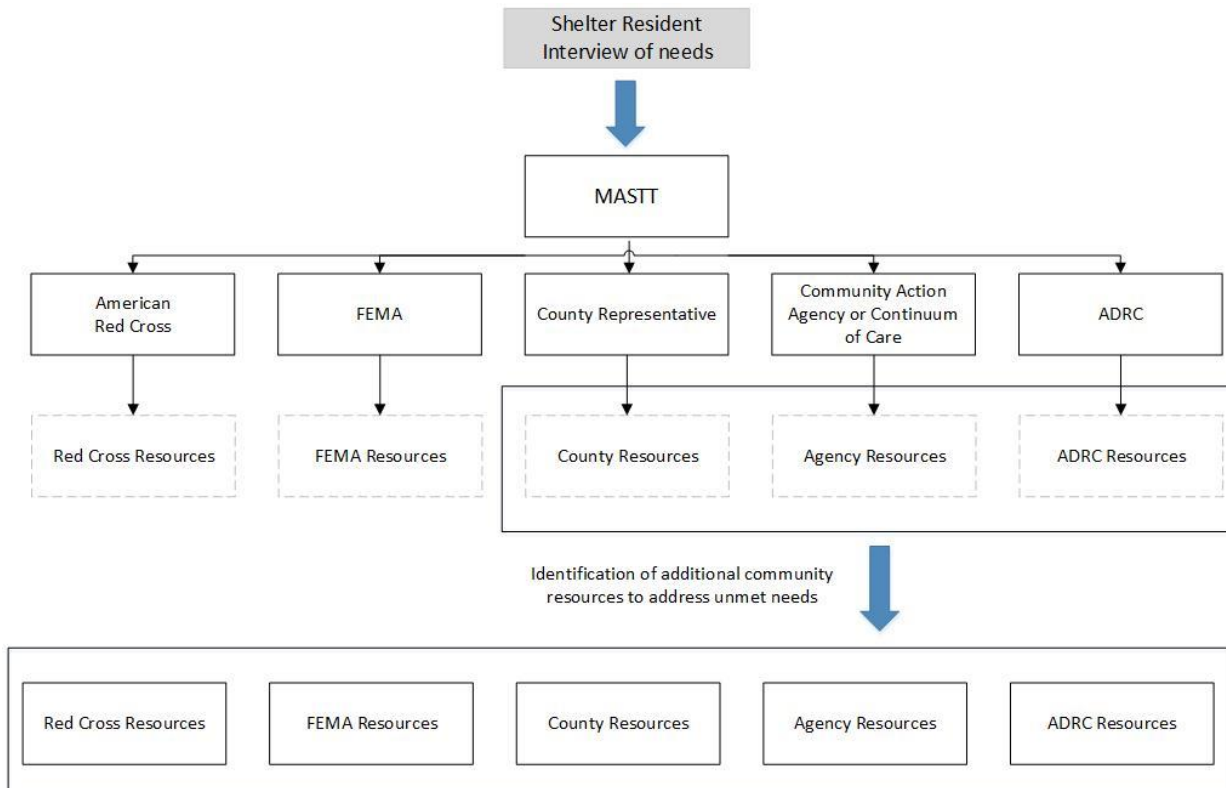 Shelter Resident
Interview of needs
MASTT
American
Red Cross
FEMA
County Representative
Community Action
Agency or Continuum
of Care
ADRC
Red Cross Resources
FEMA Resources
County Resources
Agency Resources
ADRC Resources
Identification of additional community
resources to address unmet needs
Red Cross Resources
FEMA Resources
County Resources
Agency Resources
ADRC Resources